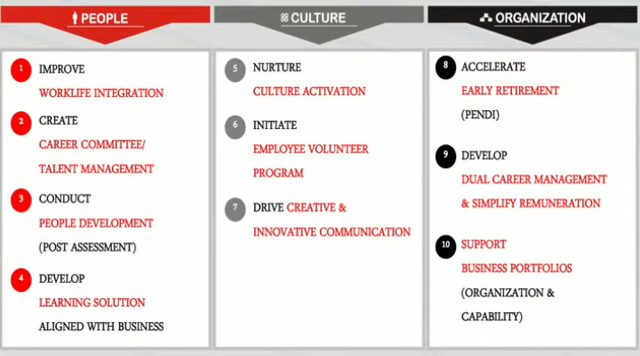 PEOPLE
1 IMPROVE
WORKLIFE INTEGRATION
2 CREATE
CAREER COMMITTEE/
TALENT MANAGEMENT
3 CONDUCT
PEOPLE DEVELOPMENT
(POST ASSESSMENT)
4 DEVELOP
LEARNING SOLUTION
ALIGNED WITH BUSINESS
CULTURE
5 NURTURE
CULTURE ACTIVATION
6 INITIATE
EMPLOYEE VOLUNTEER
PROGRAM
7 DRIVE CREATIVE &
INNOVATIVE COMMUNICATION
ORGANIZATION
8 ACCELERATE
EARLY RETIREMENT
(PENDI)
9 DEVELOP
DUAL CAREER MANAGEMENT
& SIMPLIFY REMUNERATION
10 SUPPORT
BUSINESS PORTFOLIOS
(ORGANIZATION &
CAPABILITY)